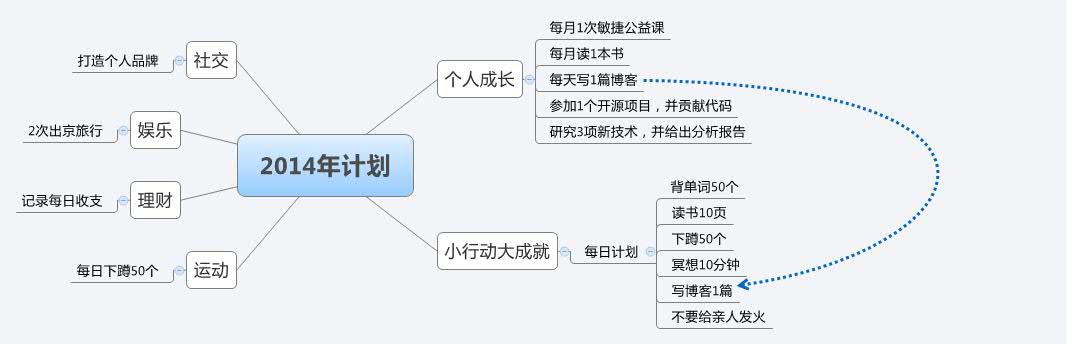 2014年计划
个人成长
每月1次敏捷公益课
每月读1本书
每天写1篇博客
参加1个开源项目，并贡献代码
研究3项新技术，并给出分析报告
小行动大成就
每日计划
背单词50个
读书10页
下蹲50个
冥想10分钟
写博客1篇
不要给亲人发火
社交
打造个人品牌
娱乐
2次出京旅行
理财
记录每日收支
运动
每日下蹲50个